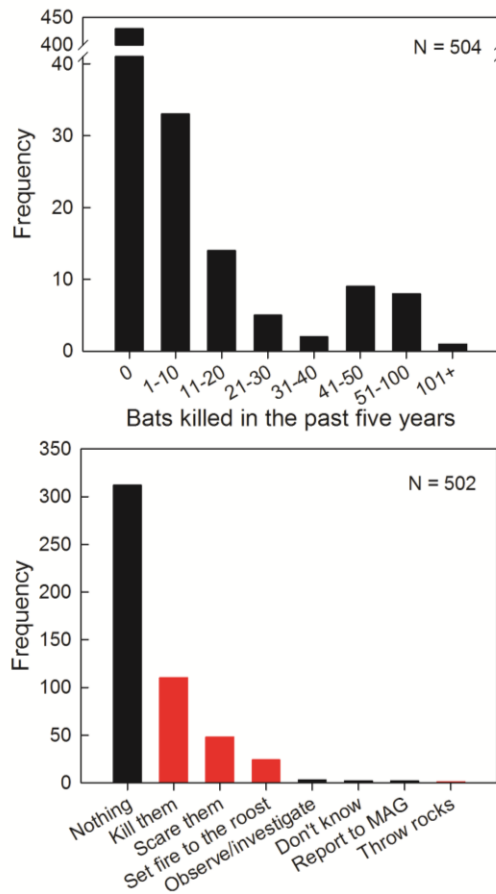 450
400
N = 504
40
30
20
10
0
Frequency
0
1-10
11-20
21-30
31-40
41-50
51-100
101+
Bats killed in the past five years
350
N = 502
300
250
200
150
100
50
0
Frequency
Nothing
Kill them
Scare them
Set fire to the roost
Observe/investigate
Don't know
Report to MAG
Throw rocks